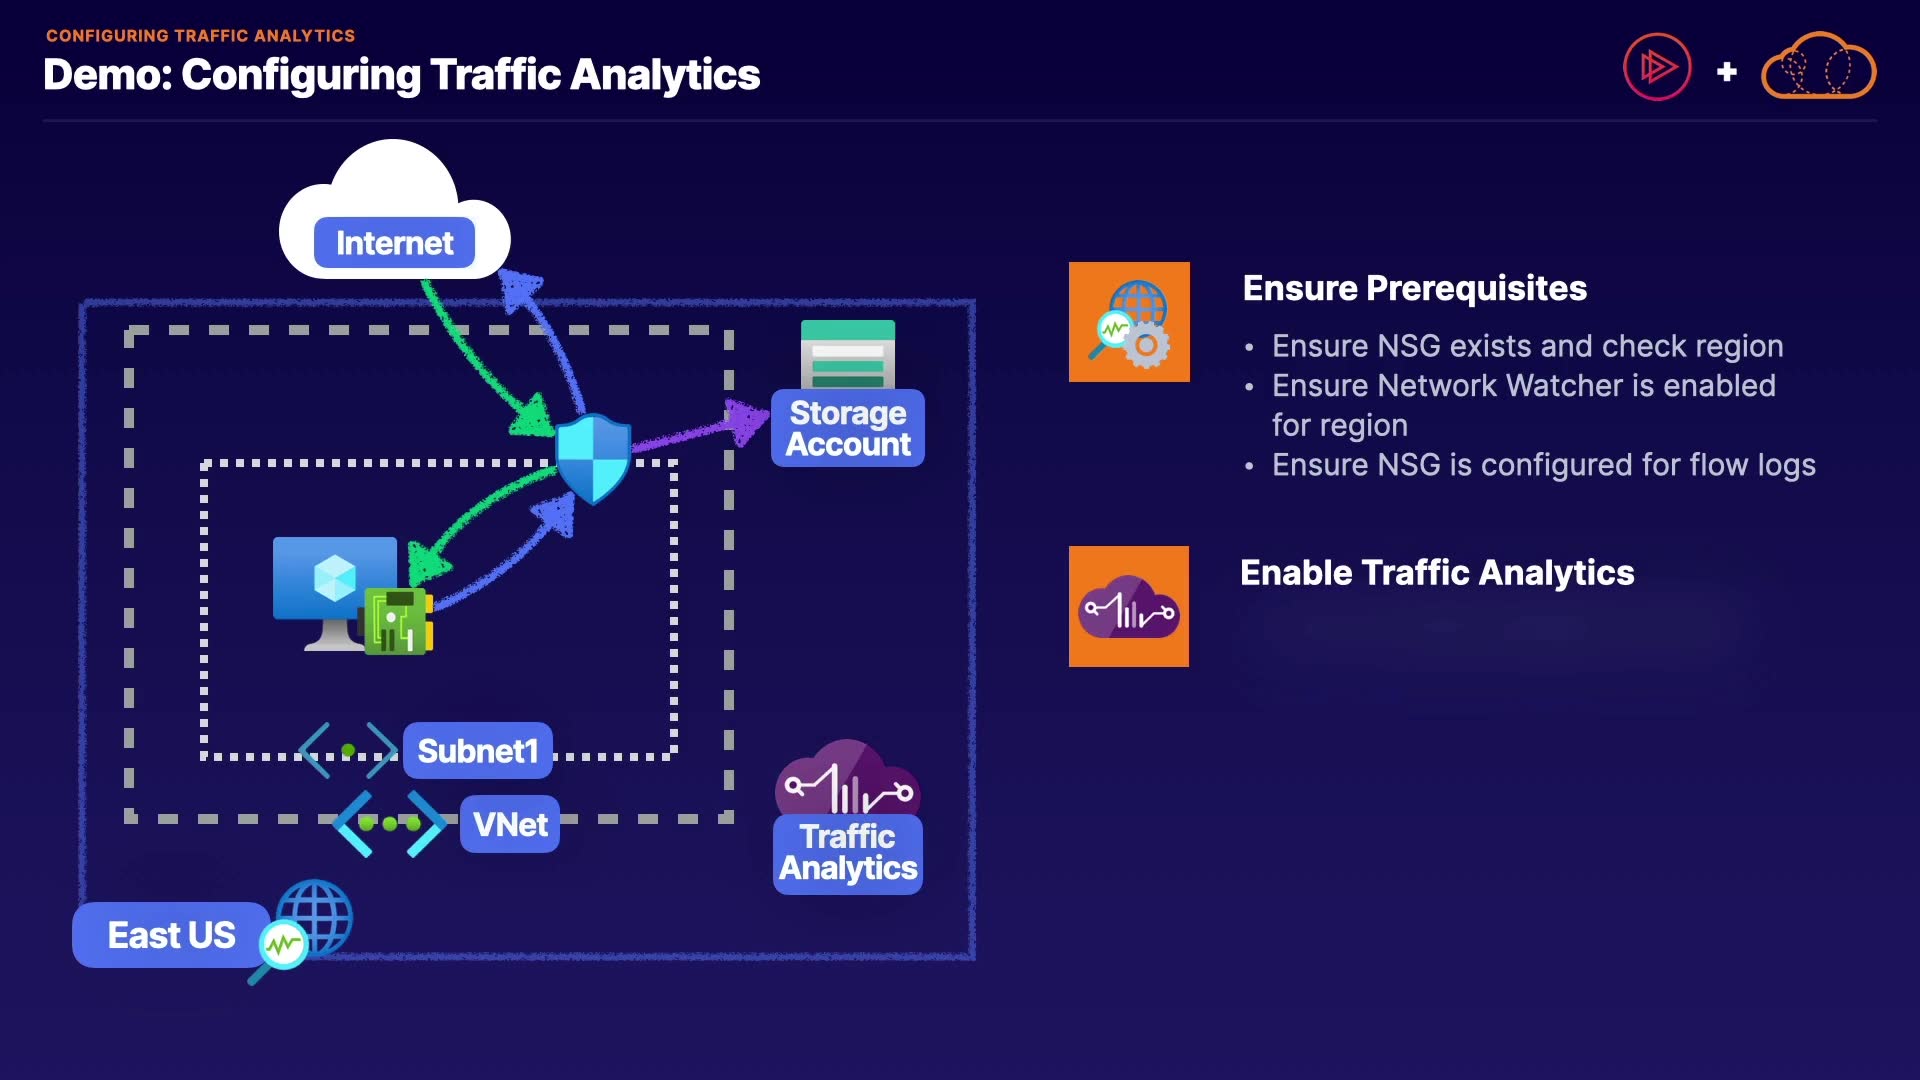 CONFIGURING TRAFFIC ANALYTICS
Demo: Configuring Traffic Analytics
Internet
Storage
Account
Subnet1
VNet
Traffic
Analytics
East US
Ensure Prerequisites
• Ensure NSG exists and check region
• Ensure Network Watcher is enabled
for region
• Ensure NSG is configured for flow logs
Enable Traffic Analytics